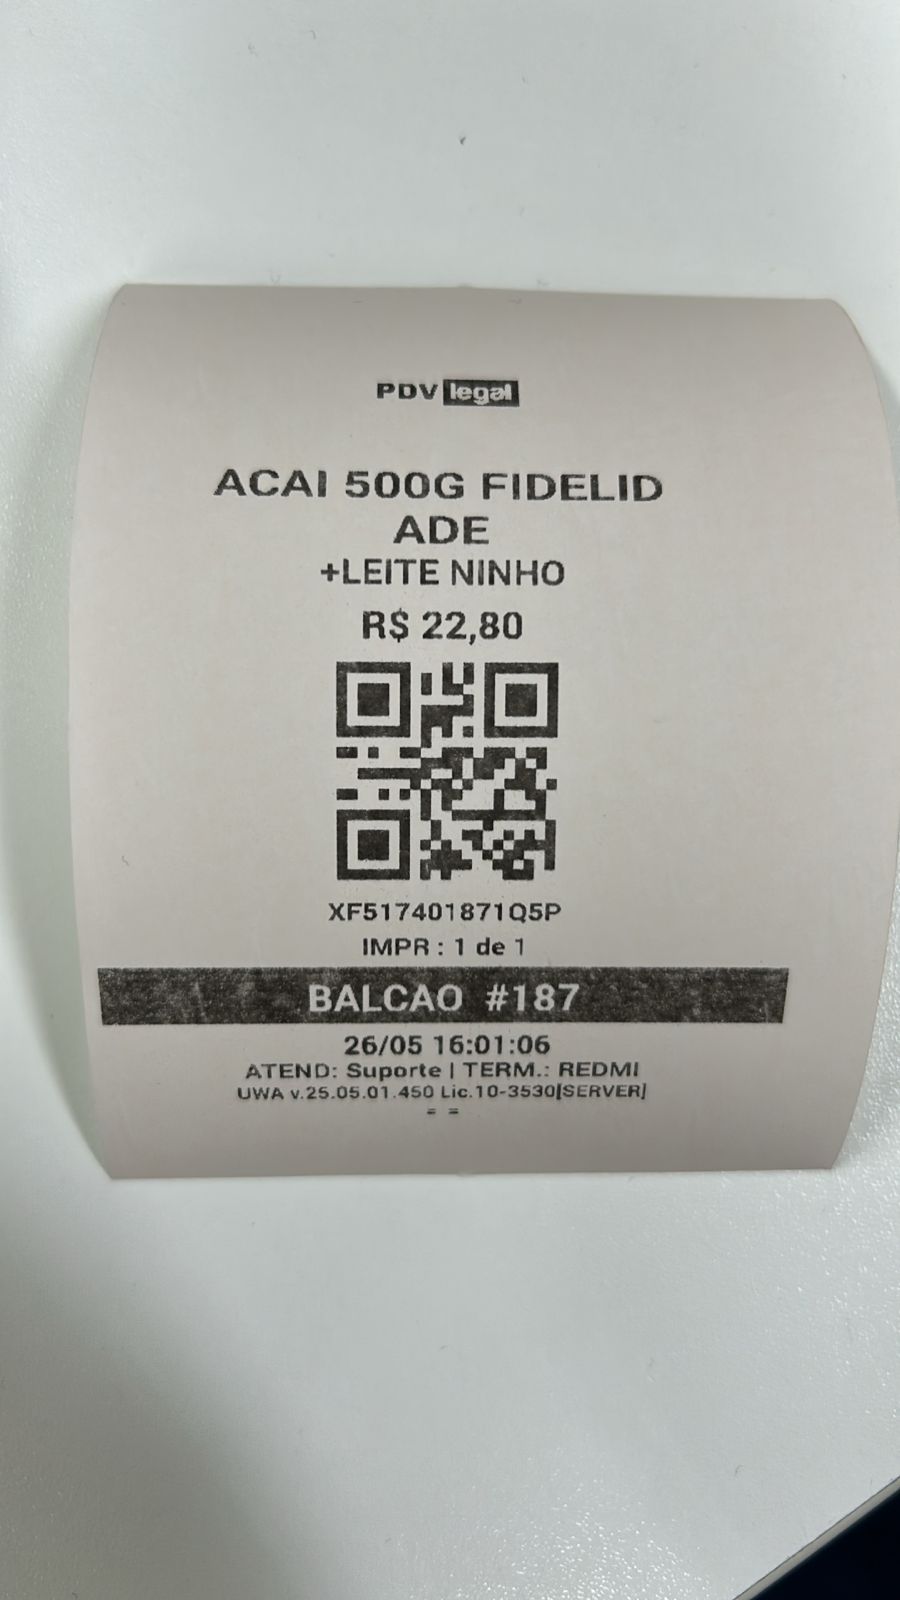 PDV legal
ACAI 500G FIDELID
ADE
+LEITE NINHO
R$ 22,80
XF517401871Q5P
IMPR : 1 de 1
BALCAO #187
26/05 16:01:06
ATEND: Suporte | TERM.: REDMI
UWA v.25.05.01.450 Lic.10-3530[SERVER]
= =